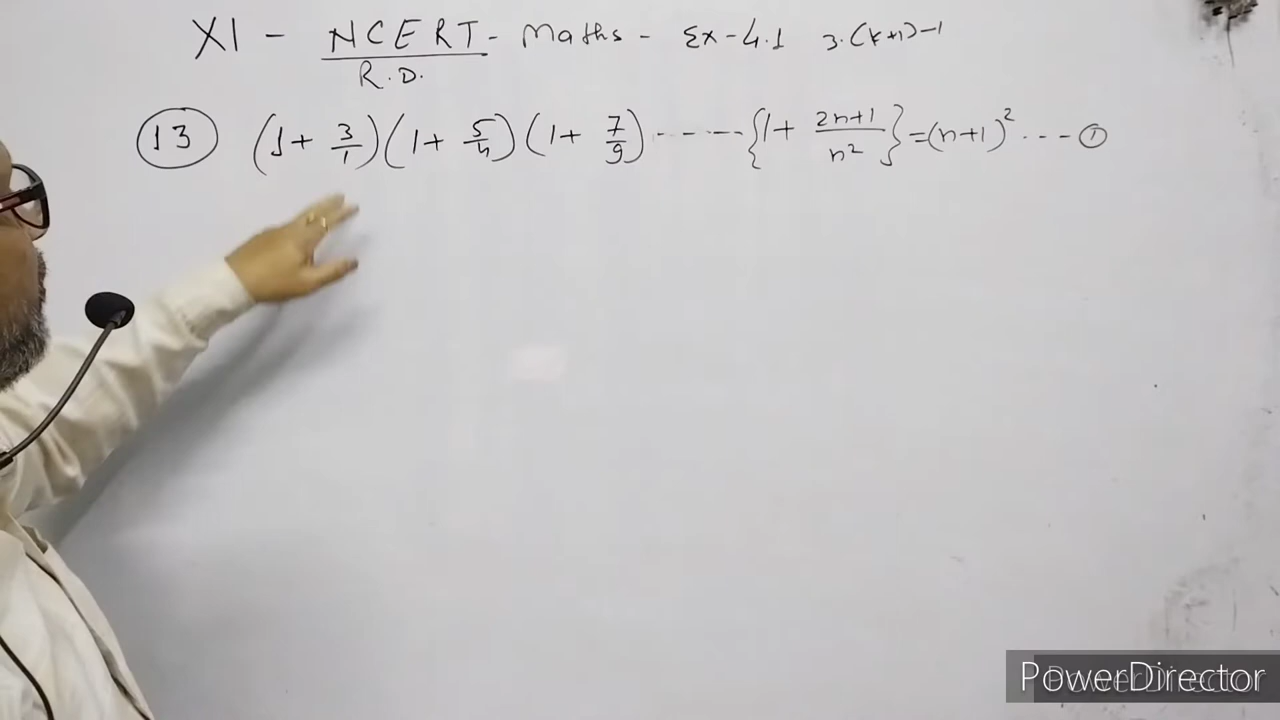 XI - NCERT - Maths - Ex - 4.1 3.(k+1)-1
R.D.
13 (1 + 3/1)(1 + 5/4)(1 + 7/9) ------ {1 + 2n+1/n²} = (n+1)² --- ①
PowerDirector